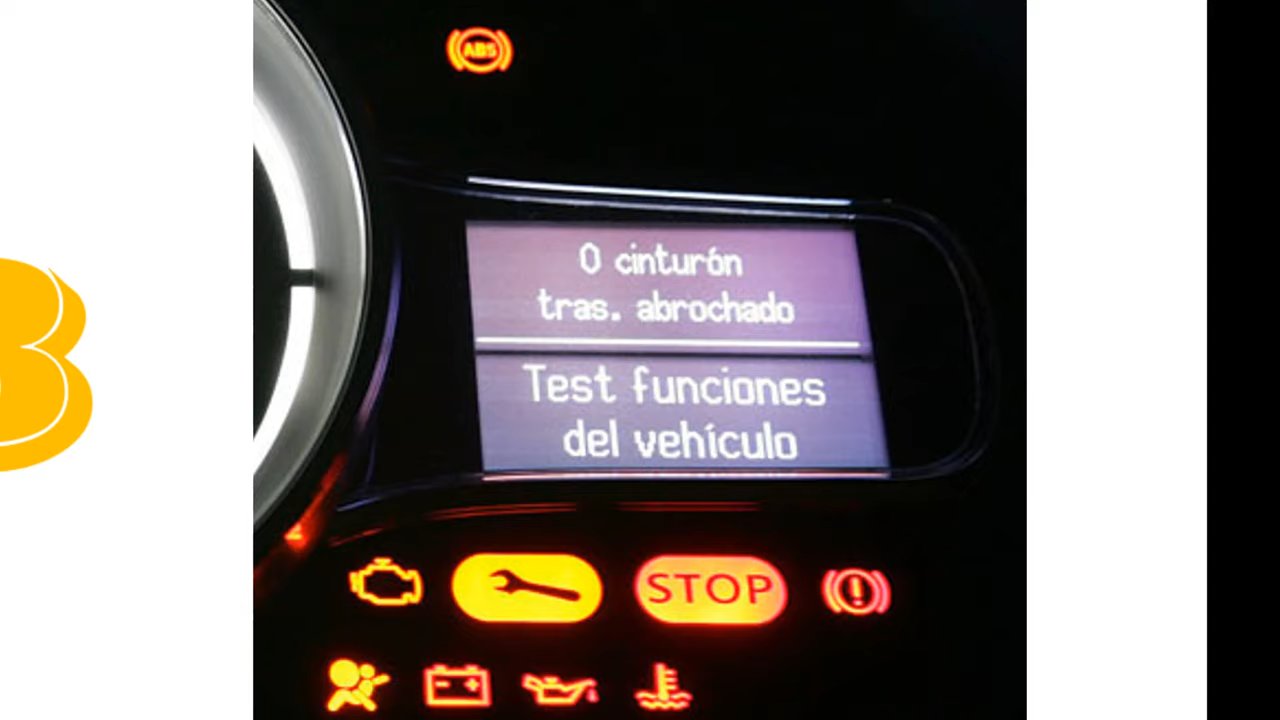 ABS
0 cinturón
tras. abrochado
Test funciones
del vehículo
STOP